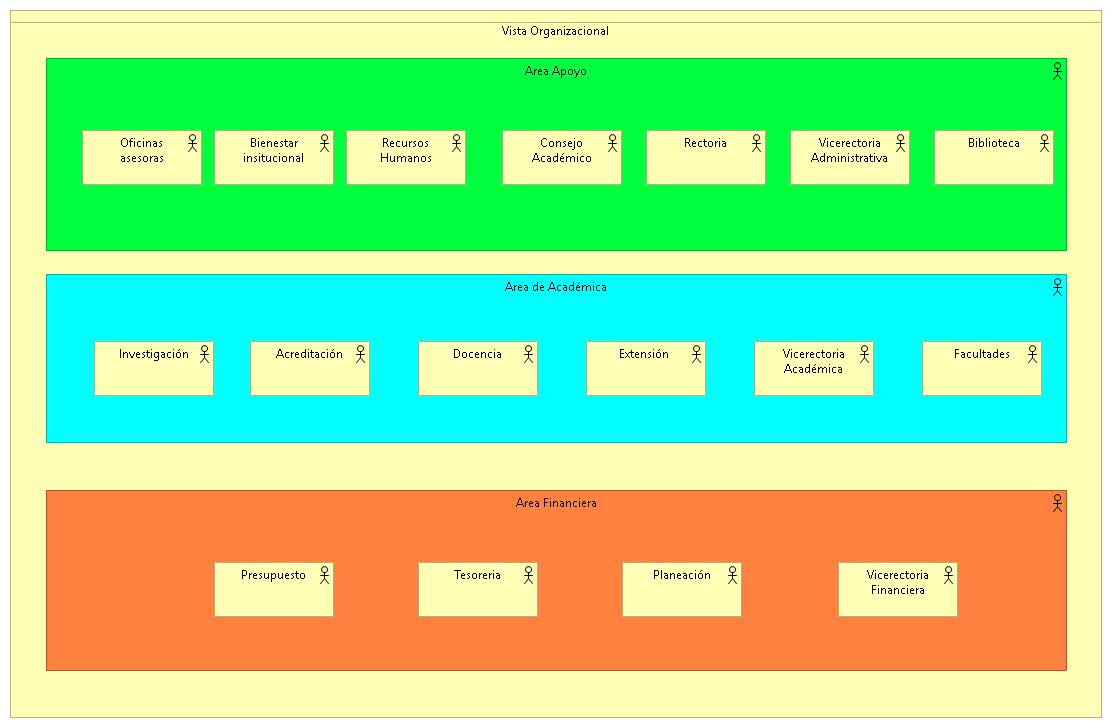 Vista Organizacional
Area Apoyo
Oficinas
asesoras
Bienestar
insitucional
Recursos
Humanos
Consejo
Académico
Rectoria
Vicerectoria
Administrativa
Biblioteca
Area de Académica
Investigación
Acreditación
Docencia
Extensión
Vicerectoria
Académica
Facultades
Area Financiera
Presupuesto
Tesoreria
Planeación
Vicerectoria
Financiera